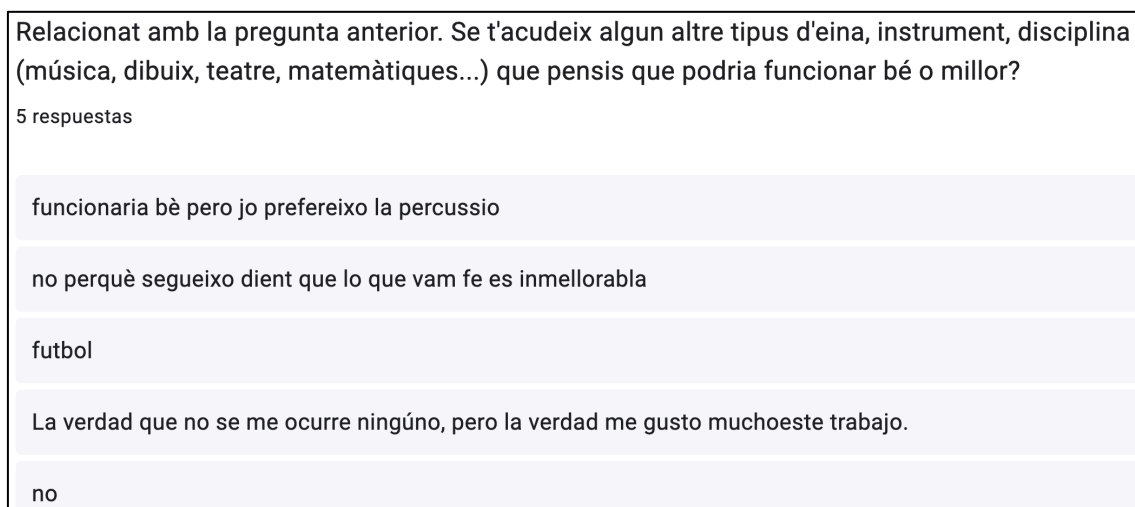 Relacionat amb la pregunta anterior. Se t'acudeix algun altre tipus d'eina, instrument, disciplina
(música, dibuix, teatre, matemàtiques...) que pensis que podria funcionar bé o millor?
5 respuestas
funcionaria bè pero jo prefereixo la percussio
no perquè segueixo dient que lo que vam fe es inmellorabla
futbol
La verdad que no se me ocurre ningúno, pero la verdad me gusto muchoeste trabajo.
no